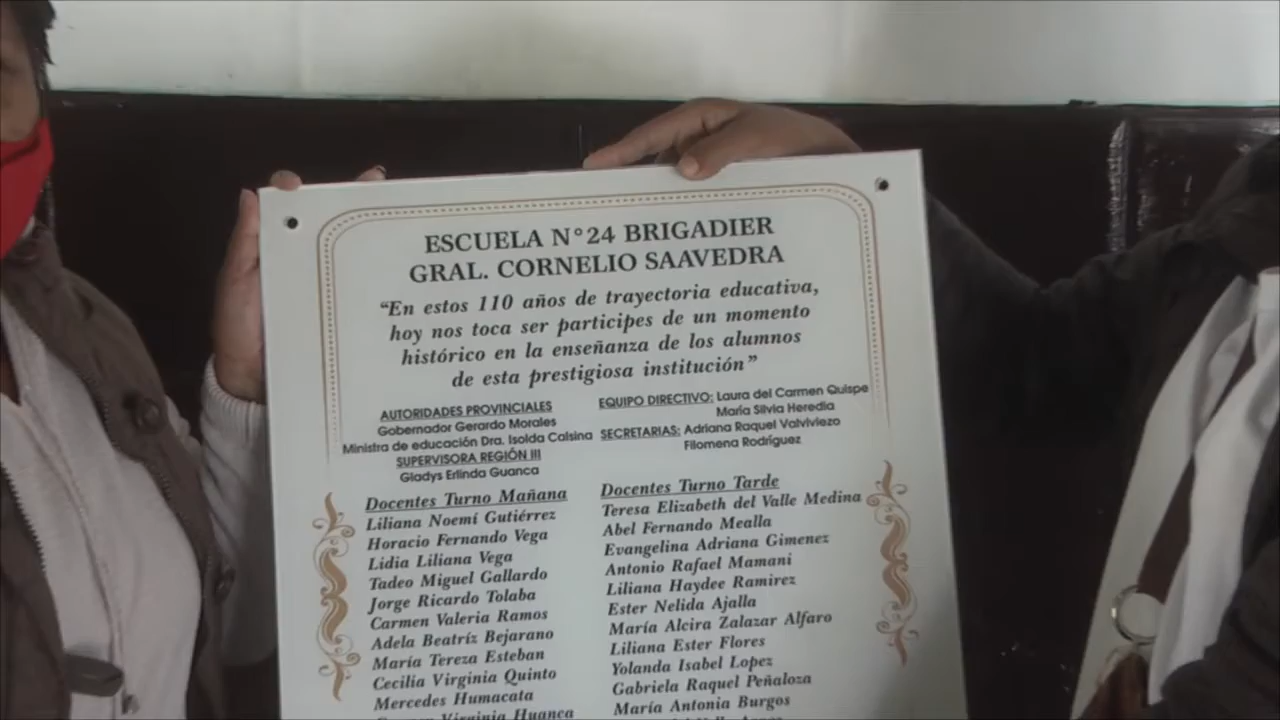 ESCUELA N°24 BRIGADIER
GRAL. CORNELIO SAAVEDRA
“En estos 110 años de trayectoria educativa,
hoy nos toca ser participes de un momento
histórico en la enseñanza de los alumnos
de esta prestigiosa institución”
AUTORIDADES PROVINCIALES
Gobernador Gerardo Morales
Ministra de educación Dra. Isolda Calsina
SUPERVISORA REGIÓN III
Gladys Erlinda Guanca
EQUIPO DIRECTIVO: Laura del Carmen Quispe
María Silvia Heredia
SECRETARIAS: Adriana Raquel Valviviezo
Filomena Rodríguez
Docentes Turno Mañana
Liliana Noemí Gutiérrez
Horacio Fernando Vega
Lidia Liliana Vega
Tadeo Miguel Gallardo
Jorge Ricardo Tolaba
Carmen Valeria Ramos
Adela Beatríz Bejarano
María Tereza Esteban
Cecilia Virginia Quinto
Mercedes Humacata
Virginia Huanca
Docentes Turno Tarde
Teresa Elizabeth del Valle Medina
Abel Fernando Mealla
Evangelina Adriana Gimenez
Antonio Rafael Mamani
Liliana Haydee Ramirez
Ester Nelida Ajalla
María Alcira Zalazar Alfaro
Liliana Ester Flores
Yolanda Isabel Lopez
Gabriela Raquel Peñaloza
María Antonia Burgos